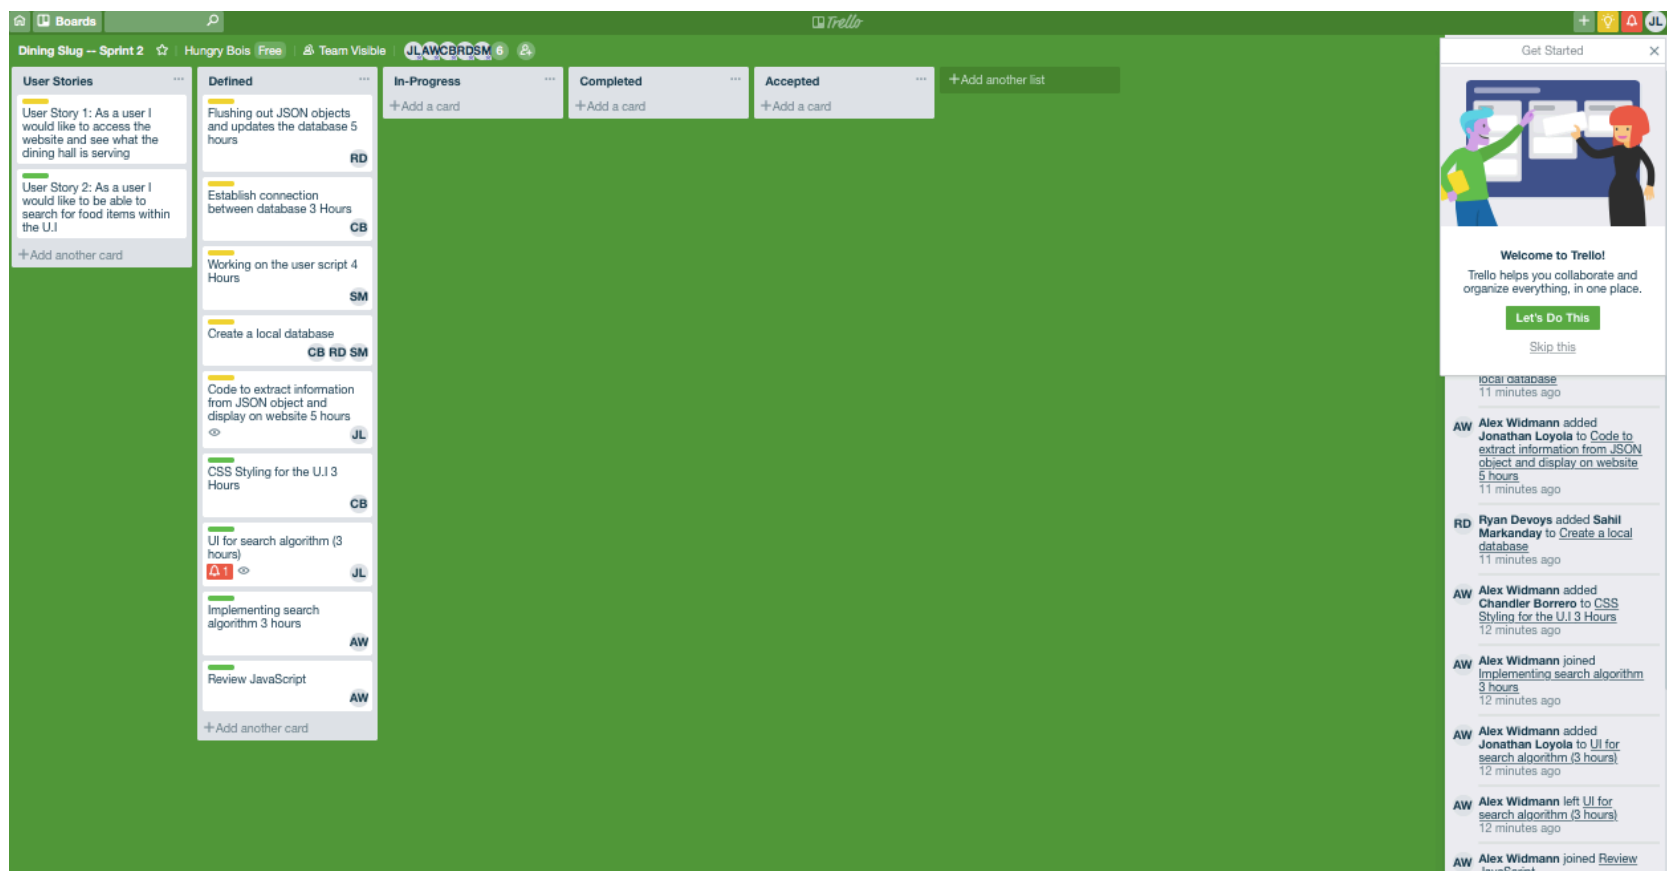 Boards
Trello
JL
Dining Slug -- Sprint 2
Hungry Bois Free
Team Visible
JL AW CB RD SM 6
User Stories
User Story 1: As a user I
would like to access the
website and see what the
dining hall is serving
User Story 2: As a user I
would like to be able to
search for food items within
the U.I
+Add another card
Defined
Flushing out JSON objects
and updates the database 5
hours
RD
Establish connection
between database 3 Hours
CB
Working on the user script 4
Hours
SM
Create a local database
CB RD SM
Code to extract information
from JSON object and
display on website 5 hours
JL
CSS Styling for the U.I 3
Hours
CB
UI for search algorithm (3
hours)
1
JL
Implementing search
algorithm 3 hours
AW
Review JavaScript
AW
+Add another card
In-Progress
+Add a card
Completed
+Add a card
Accepted
+Add a card
+Add another list
Get Started
Welcome to Trello!
Trello helps you collaborate and
organize everything, in one place.
Let's Do This
Skip this
local database
11 minutes ago
AW
Alex Widmann added
Jonathan Loyola to Code to
extract information from JSON
object and display on website
5 hours
11 minutes ago
RD
Ryan Devoys added Sahil
Markanday to Create a local
database
11 minutes ago
AW
Alex Widmann added
Chandler Borrero to CSS
Styling for the U.I 3 Hours
12 minutes ago
AW
Alex Widmann joined
Implementing search algorithm
3 hours
12 minutes ago
AW
Alex Widmann added
Jonathan Loyola to UI for
search algorithm (3 hours)
12 minutes ago
AW
Alex Widmann left UI for
search algorithm (3 hours)
12 minutes ago
AW
Alex Widmann joined Review
JavaScript